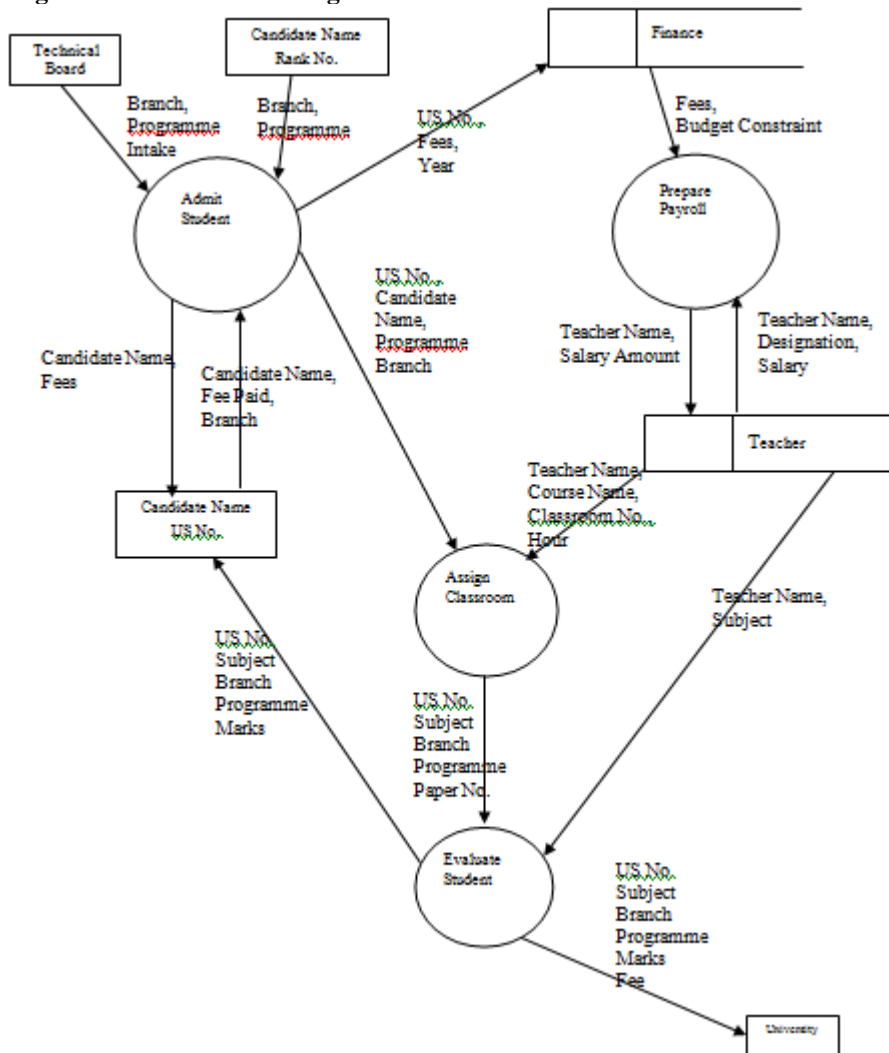 Technical
Board
Candidate Name
Rank No.
Finance
Branch,
Programme
Intake
Branch,
Programme
US No.,
Fees,
Year
Fees,
Budget Constraint
Admit
Student
Prepare
Payroll
US No.,
Candidate
Name,
Programme
Branch
Teacher Name,
Salary Amount
Teacher Name,
Designation,
Salary
Candidate Name,
Fees
Candidate Name,
Fee Paid,
Branch
Teacher
Teacher Name,
Course Name,
Classroom No.,
Hour
Candidate Name
US No.
Assign
Classroom
Teacher Name,
Subject
US No.
Subject
Branch
Programme
Marks
US No.
Subject
Branch
Programme
Paper No.
Evaluate
Student
US No.
Subject
Branch
Programme
Marks
Fee
University